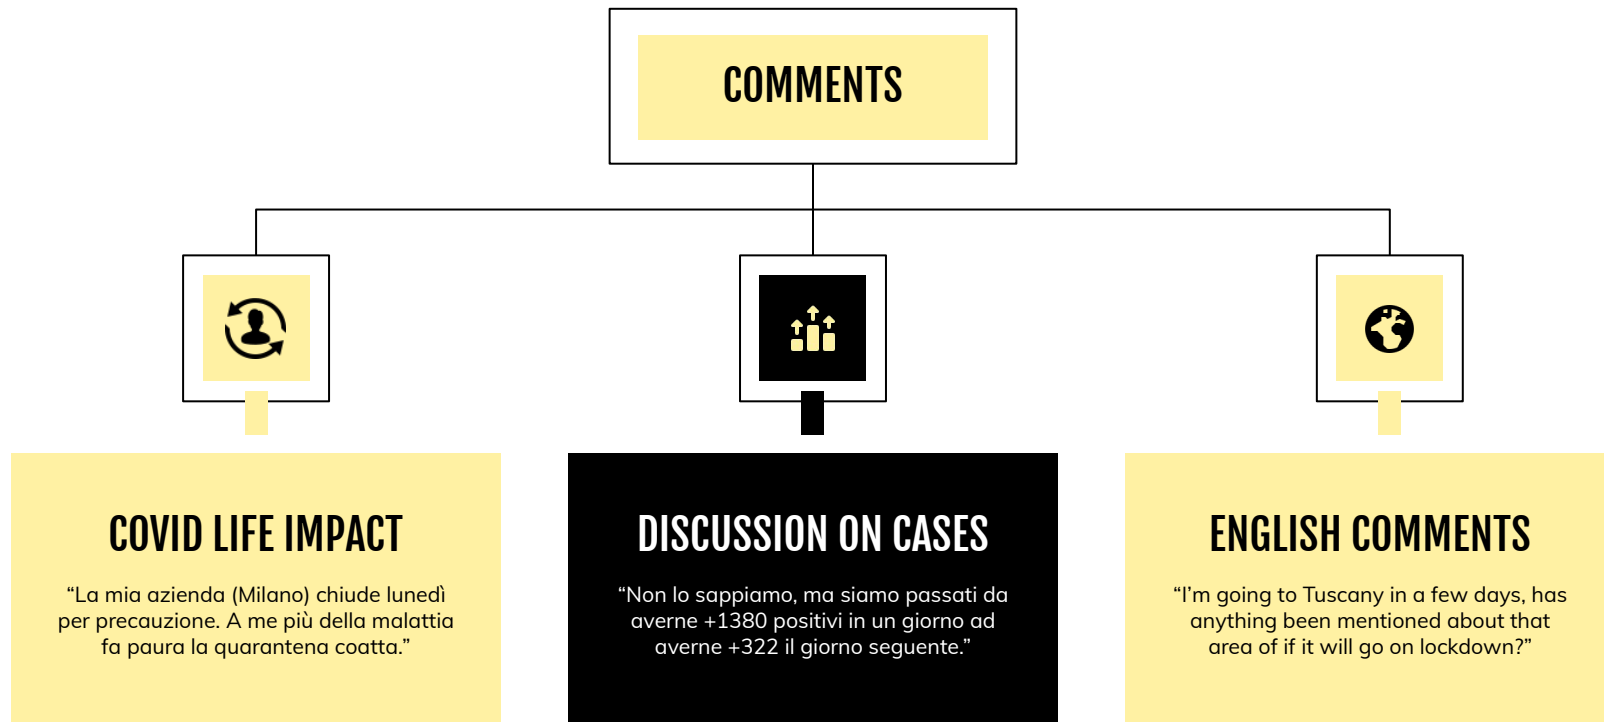 COMMENTS
COVID LIFE IMPACT
“La mia azienda (Milano) chiude lunedì
per precauzione. A me più della malattia
fa paura la quarantena coatta.”
DISCUSSION ON CASES
“Non lo sappiamo, ma siamo passati da
averne +1380 positivi in un giorno ad
averne +322 il giorno seguente.”
ENGLISH COMMENTS
“I’m going to Tuscany in a few days, has
anything been mentioned about that
area of if it will go on lockdown?”